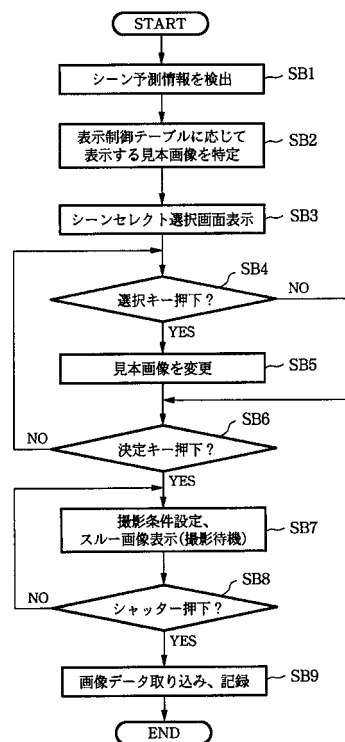 START
シーン予測情報を検出
SB1
表示制御テーブルに応じて
表示する見本画像を特定
SB2
シーンセレクト選択画面表示
SB3
SB4
選択キー押下?
NO
YES
見本画像を変更
SB5
SB6
NO
決定キー押下?
YES
撮影条件設定、
スルー画像表示(撮影待機)
SB7
SB8
NO
シャッター押下?
YES
画像データ取り込み、記録
SB9
END